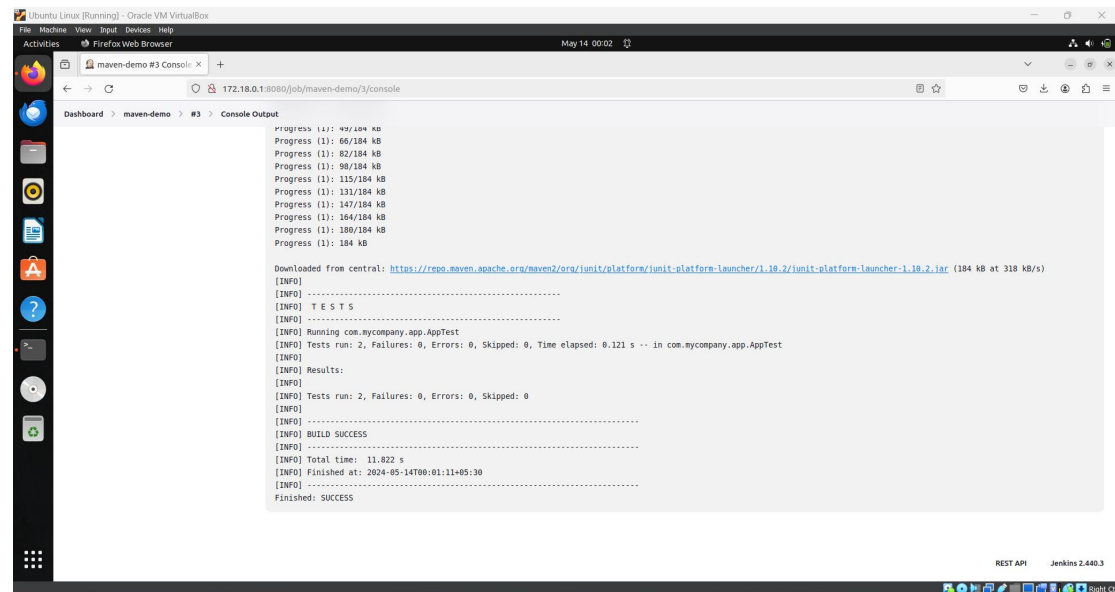 Ubuntu Linux [Running] - Oracle VM VirtualBox
File Machine View Input Devices Help
Activities Firefox Web Browser May 14 00:02
maven-demo #3 Console
172.18.0.1:8080/job/maven-demo/3/console
Dashboard > maven-demo > #3 > Console Output
Progress (1): 49/184 kB
Progress (1): 66/184 kB
Progress (1): 82/184 kB
Progress (1): 98/184 kB
Progress (1): 115/184 kB
Progress (1): 131/184 kB
Progress (1): 147/184 kB
Progress (1): 164/184 kB
Progress (1): 180/184 kB
Progress (1): 184 kB
Downloaded from central: https://repo.maven.apache.org/maven2/org/junit/platform/junit-platform-launcher/1.10.2/junit-platform-launcher-1.10.2.jar (184 kB at 318 kB/s)
[INFO]
[INFO] -------------------------------------------------------
[INFO] T E S T S
[INFO] -------------------------------------------------------
[INFO] Running com.mycompany.app.AppTest
[INFO] Tests run: 2, Failures: 0, Errors: 0, Skipped: 0, Time elapsed: 0.121 s -- in com.mycompany.app.AppTest
[INFO]
[INFO] Results:
[INFO]
[INFO] Tests run: 2, Failures: 0, Errors: 0, Skipped: 0
[INFO]
[INFO] ------------------------------------------------------------------------
[INFO] BUILD SUCCESS
[INFO] ------------------------------------------------------------------------
[INFO] Total time: 11.822 s
[INFO] Finished at: 2024-05-14T00:01:11+05:30
[INFO] ------------------------------------------------------------------------
Finished: SUCCESS
REST API Jenkins 2.440.3
Right Ct